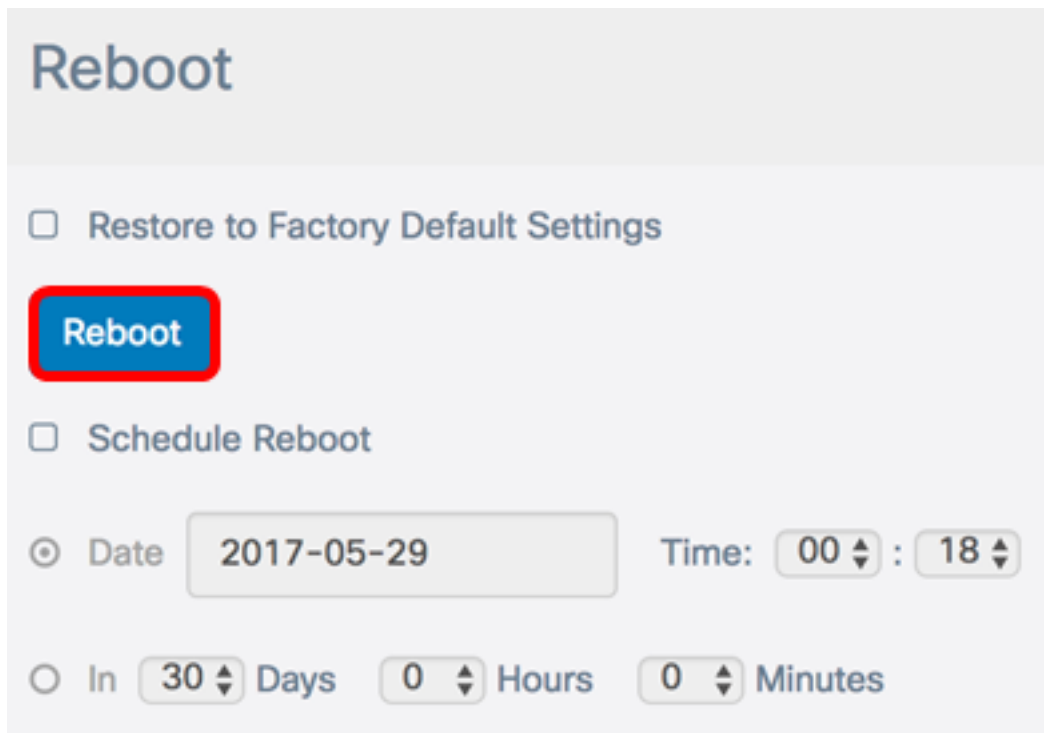 Reboot
Restore to Factory Default Settings
Reboot
Schedule Reboot
Date 2017-05-29 Time: 00 : 18
In 30 Days 0 Hours 0 Minutes